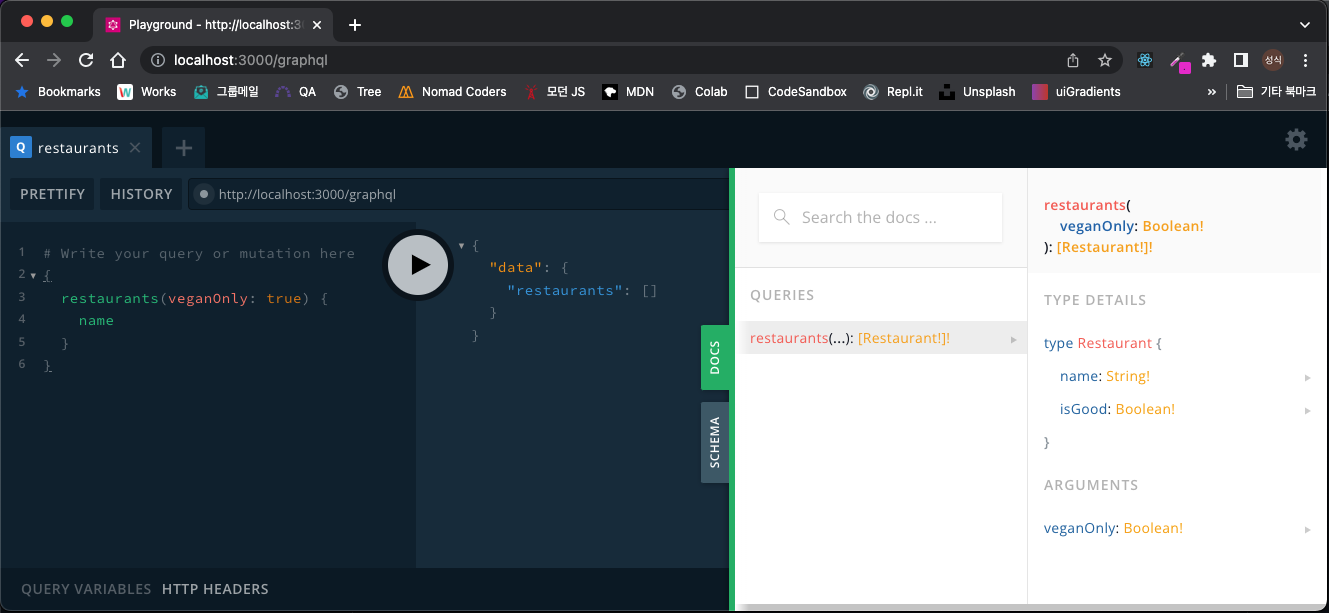 Playground - http://localhost:3
localhost:3000/graphql
성식
Bookmarks
Works
그룹메일
QA
Tree
Nomad Coders
모던 JS
MDN
Colab
CodeSandbox
Repl.it
Unsplash
uiGradients
»
기타 북마크
Q restaurants
PRETTIFY
HISTORY
http://localhost:3000/graphql
1 # Write your query or mutation here
2 {
3 restaurants(veganOnly: true) {
4 name
5 }
6 }
{
"data": {
"restaurants": []
}
}
DOCS
SCHEMA
Search the docs ...
QUERIES
restaurants(...): [Restaurant!]!
restaurants(
veganOnly: Boolean!
): [Restaurant!]!
TYPE DETAILS
type Restaurant {
name: String!
isGood: Boolean!
}
ARGUMENTS
veganOnly: Boolean!
QUERY VARIABLES
HTTP HEADERS